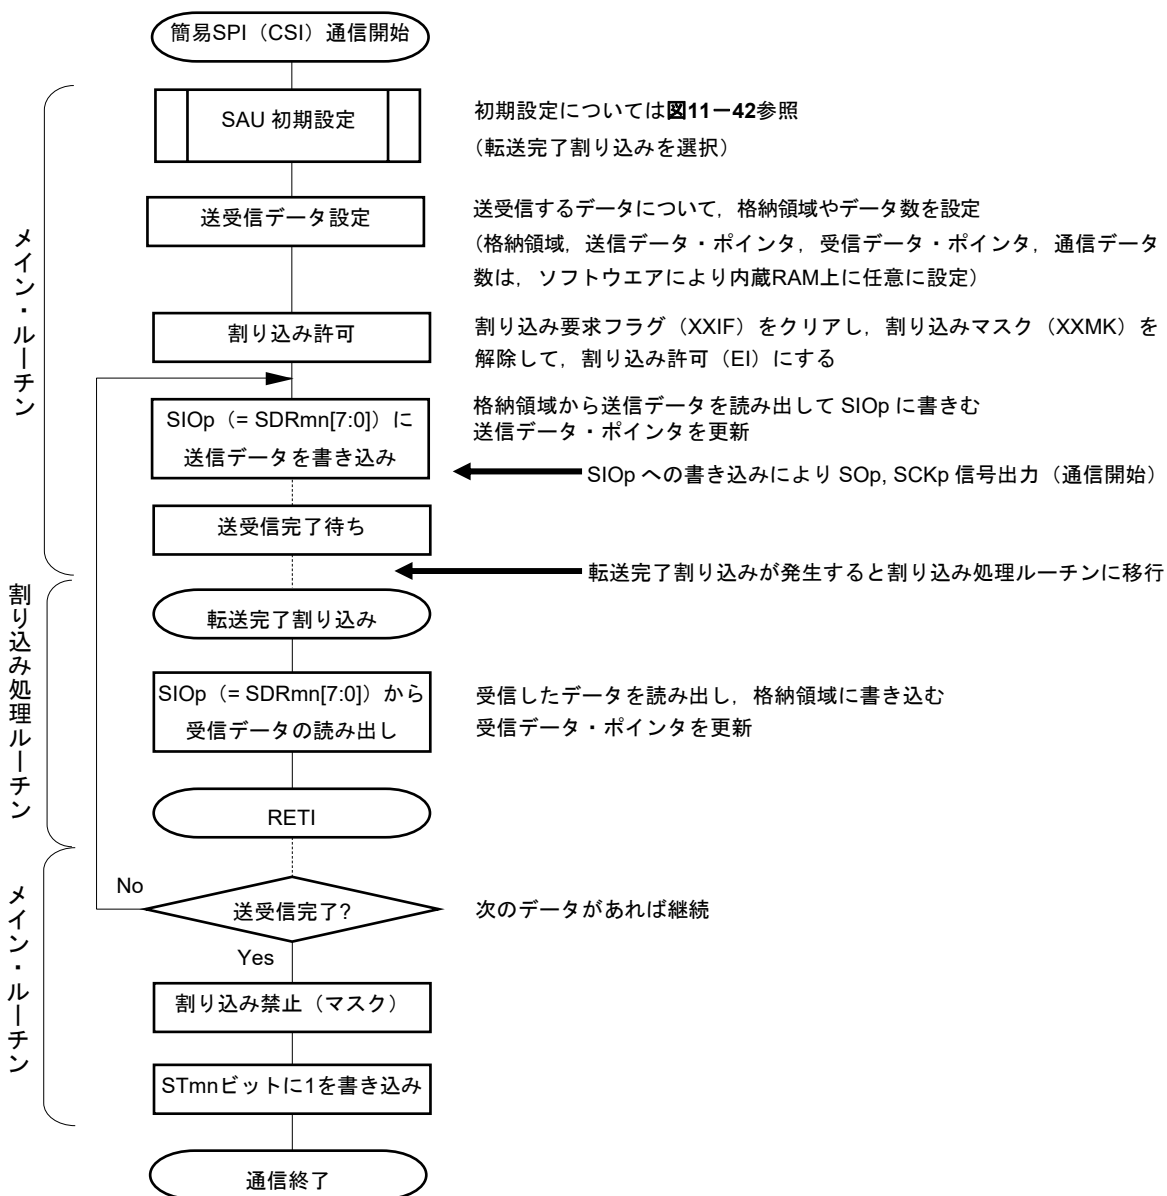 簡易SPI（CSI）通信開始
SAU 初期設定
初期設定については図11－42参照
（転送完了割り込みを選択）
送受信データ設定
送受信するデータについて，格納領域やデータ数を設定
（格納領域，送信データ・ポインタ，受信データ・ポインタ，通信データ
数は，ソフトウエアにより内蔵RAM上に任意に設定）
メイン・ルーチン
割り込み許可
割り込み要求フラグ（XXIF）をクリアし，割り込みマスク（XXMK）を
解除して，割り込み許可（EI）にする
SIOp（= SDRmn[7:0]）に
送信データを書き込み
格納領域から送信データを読み出して SIOp に書きむ
送信データ・ポインタを更新
SIOp への書き込みにより SOp, SCKp 信号出力（通信開始）
送受信完了待ち
転送完了割り込みが発生すると割り込み処理ルーチンに移行
割り込み処理ルーチン
転送完了割り込み
SIOp（= SDRmn[7:0]）から
受信データの読み出し
受信したデータを読み出し，格納領域に書き込む
受信データ・ポインタを更新
RETI
メイン・ルーチン
No
送受信完了?
次のデータがあれば継続
Yes
割り込み禁止（マスク）
STmnビットに1を書き込み
通信終了